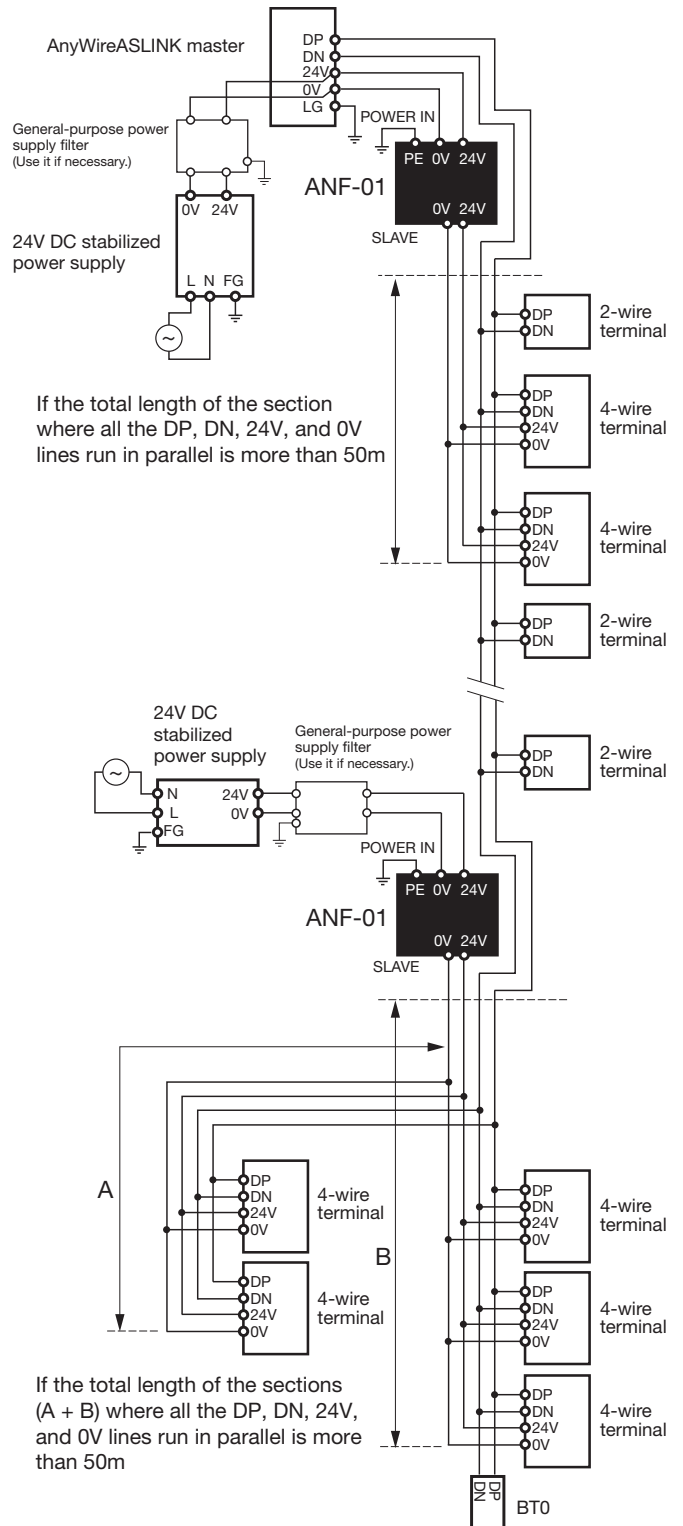 AnyWireASLINK master
DP
DN
24V
0V
LG
POWER IN
General-purpose power
supply filter
(Use it if necessary.)
PE 0V 24V
ANF-01
0V 24V
SLAVE
0V 24V
24V DC stabilized
power supply
L N FG
~
DP
DN
2-wire
terminal
If the total length of the section
where all the DP, DN, 24V, and 0V
lines run in parallel is more than 50m
DP
DN
24V
0V
4-wire
terminal
DP
DN
24V
0V
4-wire
terminal
DP
DN
2-wire
terminal
DP
DN
2-wire
terminal
24V DC
stabilized
power supply
General-purpose power
supply filter
(Use it if necessary.)
~
N
L
FG
24V
0V
POWER IN
PE 0V 24V
ANF-01
0V 24V
SLAVE
A
B
DP
DN
24V
0V
4-wire
terminal
DP
DN
24V
0V
4-wire
terminal
DP
DN
24V
0V
4-wire
terminal
DP
DN
24V
0V
4-wire
terminal
DP
DN
24V
0V
4-wire
terminal
If the total length of the sections
(A + B) where all the DP, DN, 24V,
and 0V lines run in parallel is more
than 50m
DN
DP
BT0